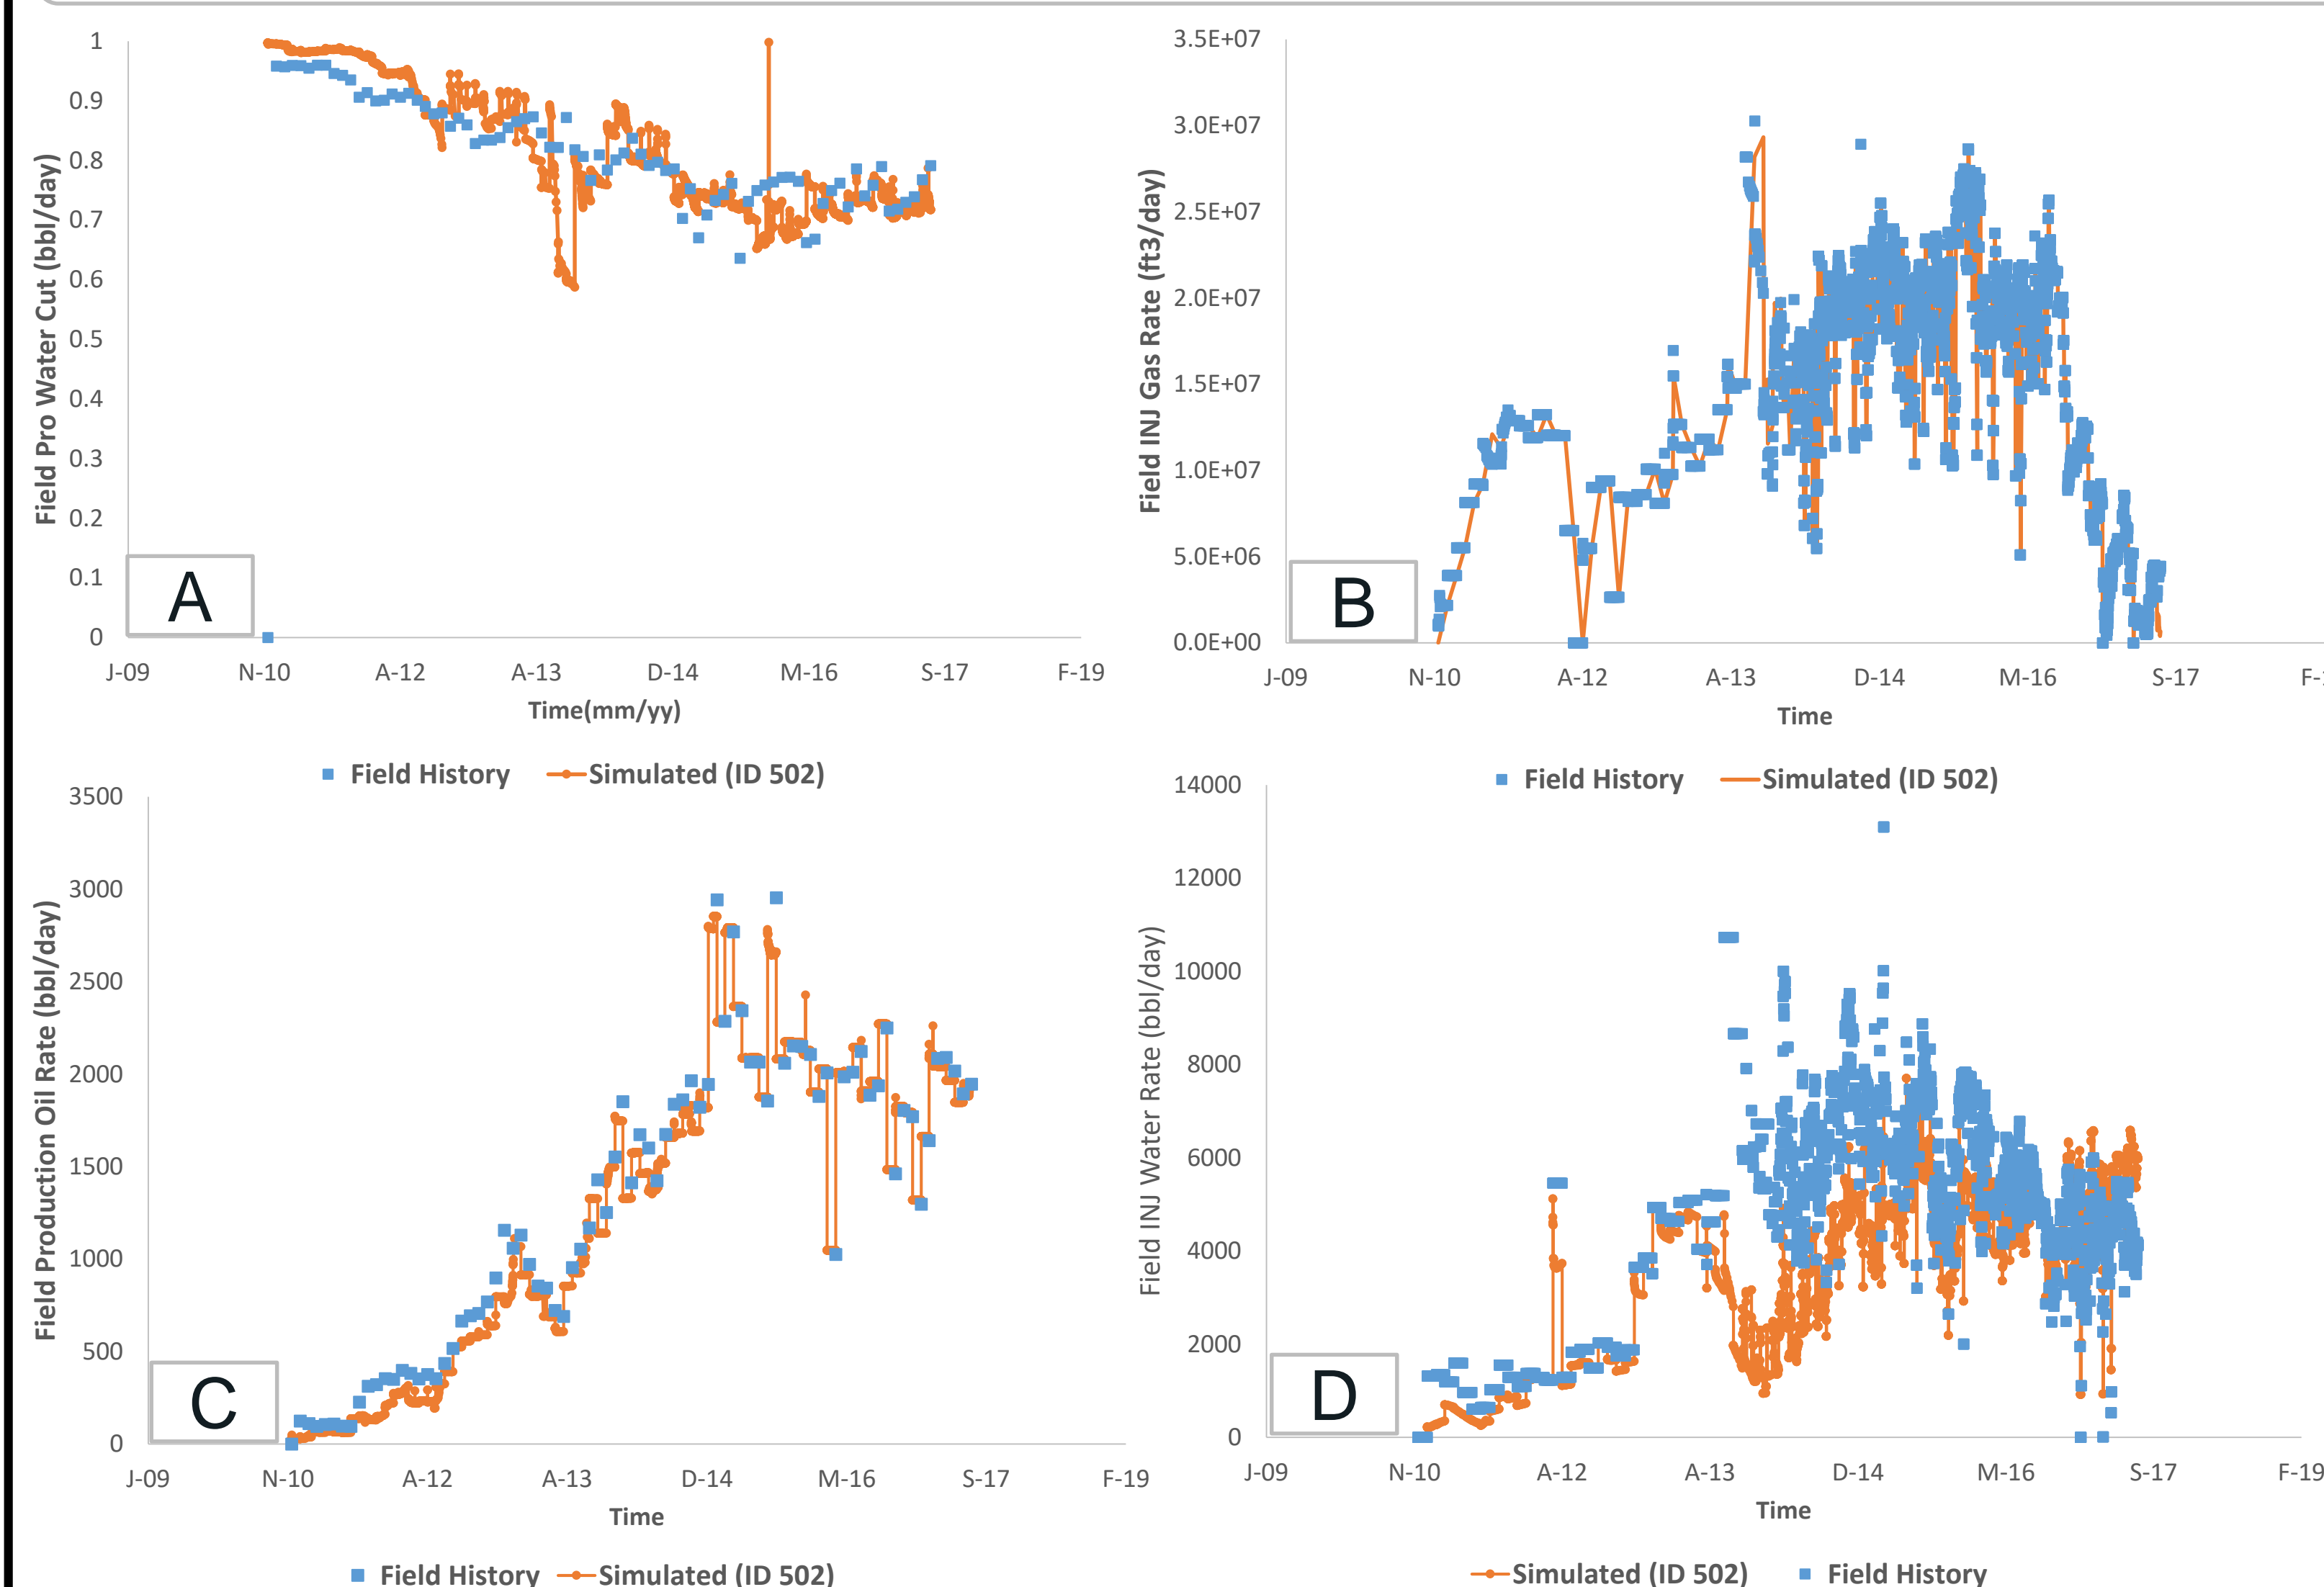 1
0.9
0.8
0.7
0.6
0.5
0.4
0.3
0.2
0.1
0
Field Pro Water Cut (bbl/day)
A
J-09 N-10 A-12 A-13 D-14 M-16 S-17 F-19
Time(mm/yy)
Field History Simulated (ID 502)
3.5E+07
3.0E+07
2.5E+07
2.0E+07
1.5E+07
1.0E+07
5.0E+06
0.0E+00
Field INJ Gas Rate (ft3/day)
B
J-09 N-10 A-12 A-13 D-14 M-16 S-17
Time
Field History Simulated (ID 502)
3500
3000
2500
2000
1500
1000
500
0
Field Production Oil Rate (bbl/day)
C
J-09 N-10 A-12 A-13 D-14 M-16 S-17 F-19
Time
Field History Simulated (ID 502)
14000
12000
10000
8000
6000
4000
2000
0
Field INJ Water Rate (bbl/day)
D
J-09 N-10 A-12 A-13 D-14 M-16 S-17 F-19
Time
Simulated (ID 502) Field History